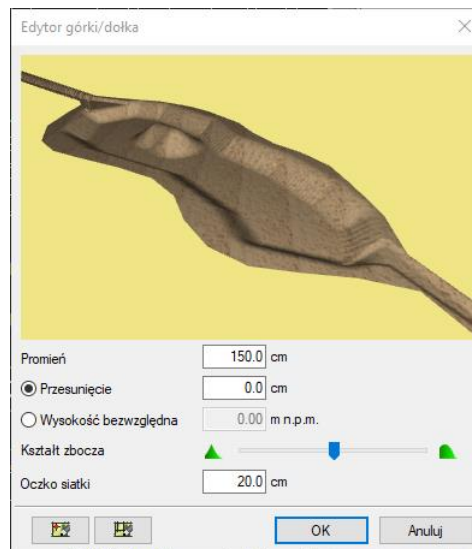 Edytor górki/dołka
Promień 150.0 cm
Przesunięcie 0.0 cm
Wysokość bezwzględna 0.00 m n.p.m.
Kształt zbocza
Oczko siatki 20.0 cm
OK Anuluj